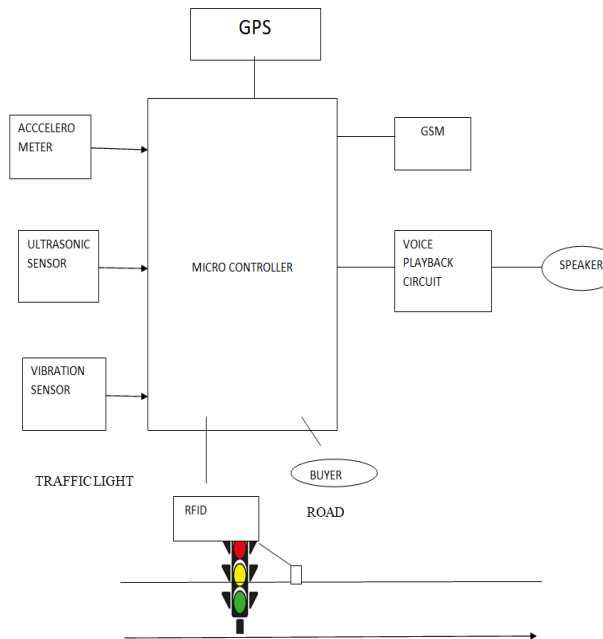 GPS
ACCCELERO
METER
GSM
ULTRASONIC
SENSOR
MICRO CONTROLLER
VOICE
PLAYBACK
CIRCUIT
SPEAKER
VIBRATION
SENSOR
BUYER
TRAFFIC LIGHT
RFID
ROAD